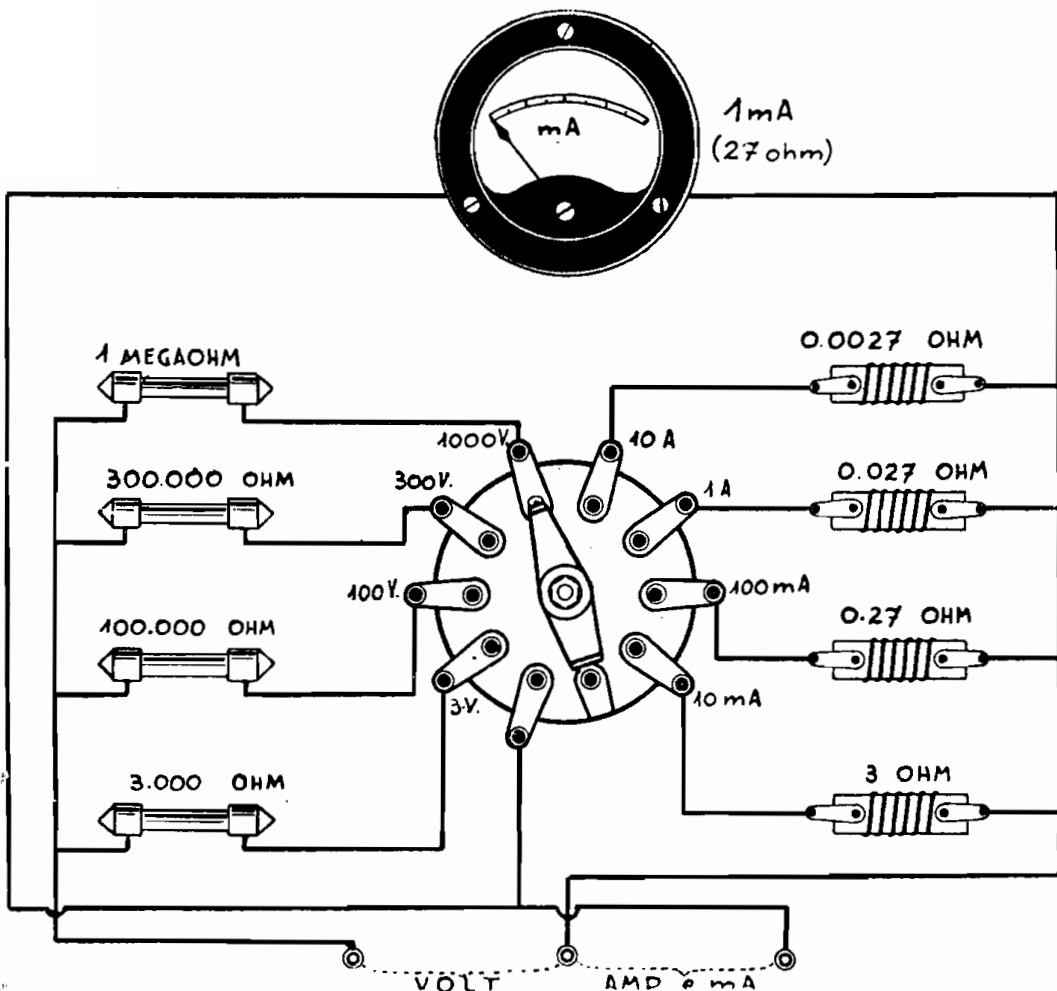 mA
1mA
(27 ohm)
1 MEGAOHM
0.0027 OHM
1000V.
10 A
300.000 OHM
300V.
1 A
0.027 OHM
100V.
100mA
100.000 OHM
0.27 OHM
3V.
10 mA
3.000 OHM
3 OHM
VOLT
AMP e mA